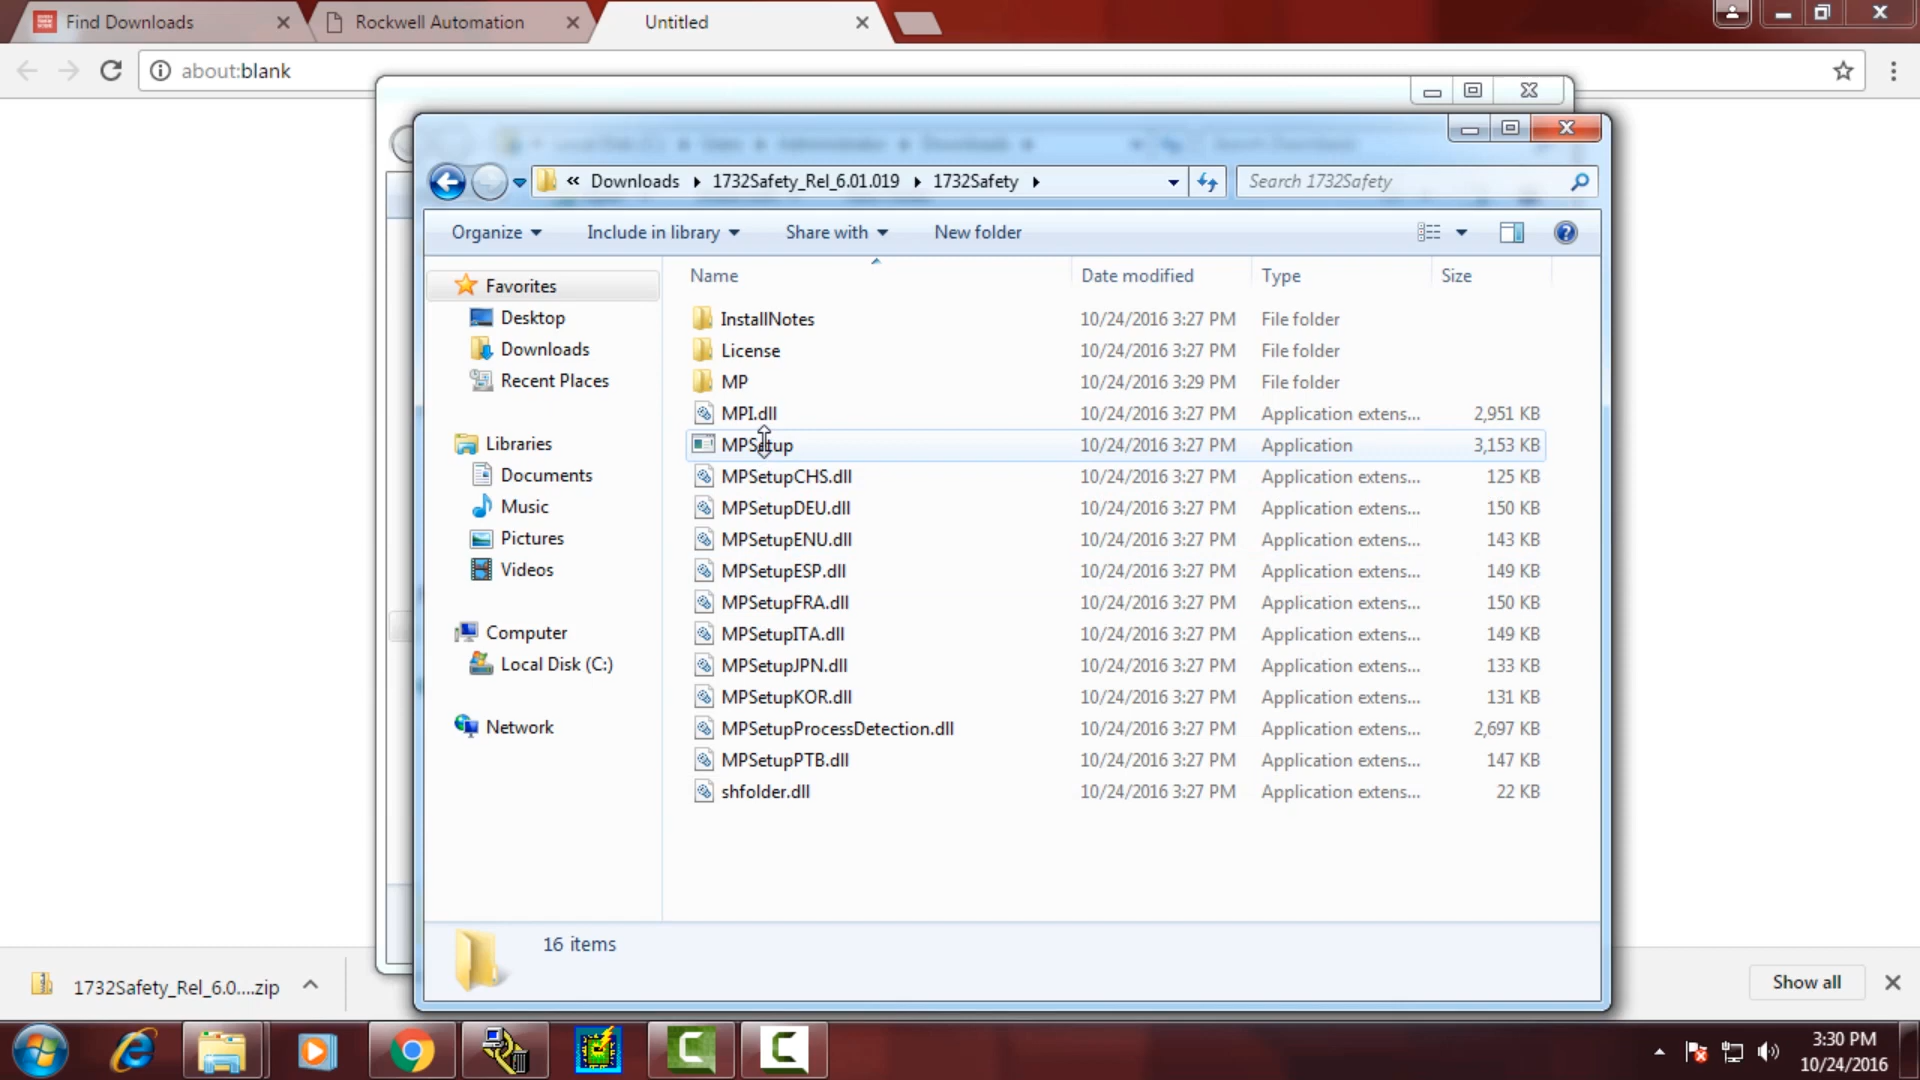 Find Downloads
Rockwell Automation
Untitled
about:blank
« Downloads 1732Safety_Rel_6.01.019 1732Safety
Search 1732Safety
Organize Include in library Share with New folder
Name Date modified Type Size
Favorites
Desktop
Downloads
Recent Places
Libraries
Documents
Music
Pictures
Videos
Computer
Local Disk (C:)
Network
InstallNotes 10/24/2016 3:27 PM File folder
License 10/24/2016 3:27 PM File folder
MP 10/24/2016 3:29 PM File folder
MPI.dll 10/24/2016 3:27 PM Application extens... 2,951 KB
MPSetup 10/24/2016 3:27 PM Application 3,153 KB
MPSetupCHS.dll 10/24/2016 3:27 PM Application extens... 125 KB
MPSetupDEU.dll 10/24/2016 3:27 PM Application extens... 150 KB
MPSetupENU.dll 10/24/2016 3:27 PM Application extens... 143 KB
MPSetupESP.dll 10/24/2016 3:27 PM Application extens... 149 KB
MPSetupFRA.dll 10/24/2016 3:27 PM Application extens... 150 KB
MPSetupITA.dll 10/24/2016 3:27 PM Application extens... 149 KB
MPSetupJPN.dll 10/24/2016 3:27 PM Application extens... 133 KB
MPSetupKOR.dll 10/24/2016 3:27 PM Application extens... 131 KB
MPSetupProcessDetection.dll 10/24/2016 3:27 PM Application extens... 2,697 KB
MPSetupPTB.dll 10/24/2016 3:27 PM Application extens... 147 KB
shfolder.dll 10/24/2016 3:27 PM Application extens... 22 KB
16 items
1732Safety_Rel_6.0....zip
Show all
3:30 PM
10/24/2016